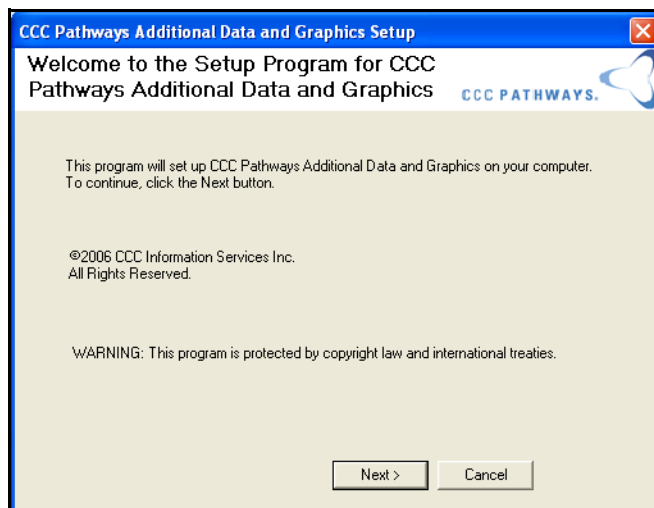 CCC Pathways Additional Data and Graphics Setup
Welcome to the Setup Program for CCC
Pathways Additional Data and Graphics
CCC PATHWAYS.
This program will set up CCC Pathways Additional Data and Graphics on your computer.
To continue, click the Next button.
©2006 CCC Information Services Inc.
All Rights Reserved.
WARNING: This program is protected by copyright law and international treaties.
Next >
Cancel